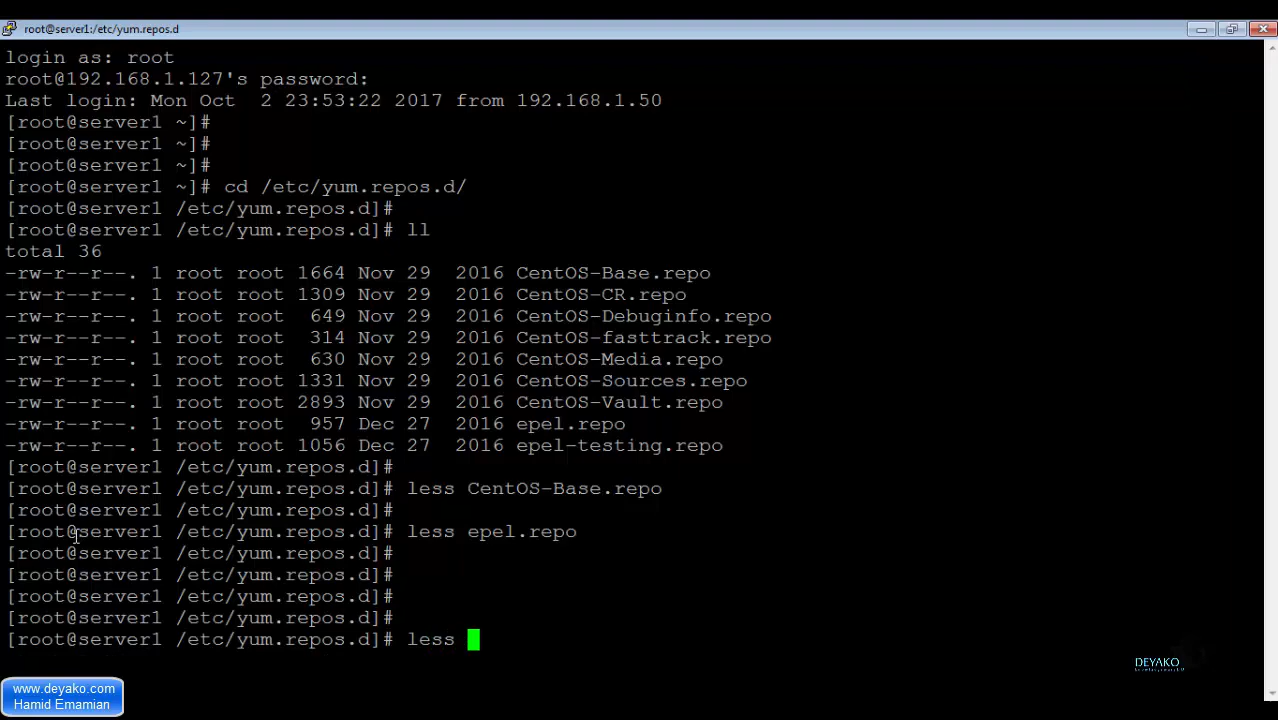 root@server1:/etc/yum.repos.d
login as: root
root@192.168.1.127's password:
Last login: Mon Oct  2 23:53:22 2017 from 192.168.1.50
[root@server1 ~]#
[root@server1 ~]#
[root@server1 ~]#
[root@server1 ~]# cd /etc/yum.repos.d/
[root@server1 /etc/yum.repos.d]#
[root@server1 /etc/yum.repos.d]# ll
total 36
-rw-r--r--. 1 root root 1664 Nov 29  2016 CentOS-Base.repo
-rw-r--r--. 1 root root 1309 Nov 29  2016 CentOS-CR.repo
-rw-r--r--. 1 root root  649 Nov 29  2016 CentOS-Debuginfo.repo
-rw-r--r--. 1 root root  314 Nov 29  2016 CentOS-fasttrack.repo
-rw-r--r--. 1 root root  630 Nov 29  2016 CentOS-Media.repo
-rw-r--r--. 1 root root 1331 Nov 29  2016 CentOS-Sources.repo
-rw-r--r--. 1 root root 2893 Nov 29  2016 CentOS-Vault.repo
-rw-r--r--. 1 root root  957 Dec 27  2016 epel.repo
-rw-r--r--. 1 root root 1056 Dec 27  2016 epel-testing.repo
[root@server1 /etc/yum.repos.d]#
[root@server1 /etc/yum.repos.d]# less CentOS-Base.repo
[root@server1 /etc/yum.repos.d]#
[root@server1 /etc/yum.repos.d]# less epel.repo
[root@server1 /etc/yum.repos.d]#
[root@server1 /etc/yum.repos.d]#
[root@server1 /etc/yum.repos.d]#
[root@server1 /etc/yum.repos.d]#
[root@server1 /etc/yum.repos.d]# less
DEYAKO
www.deyako.com
Hamid Emamian